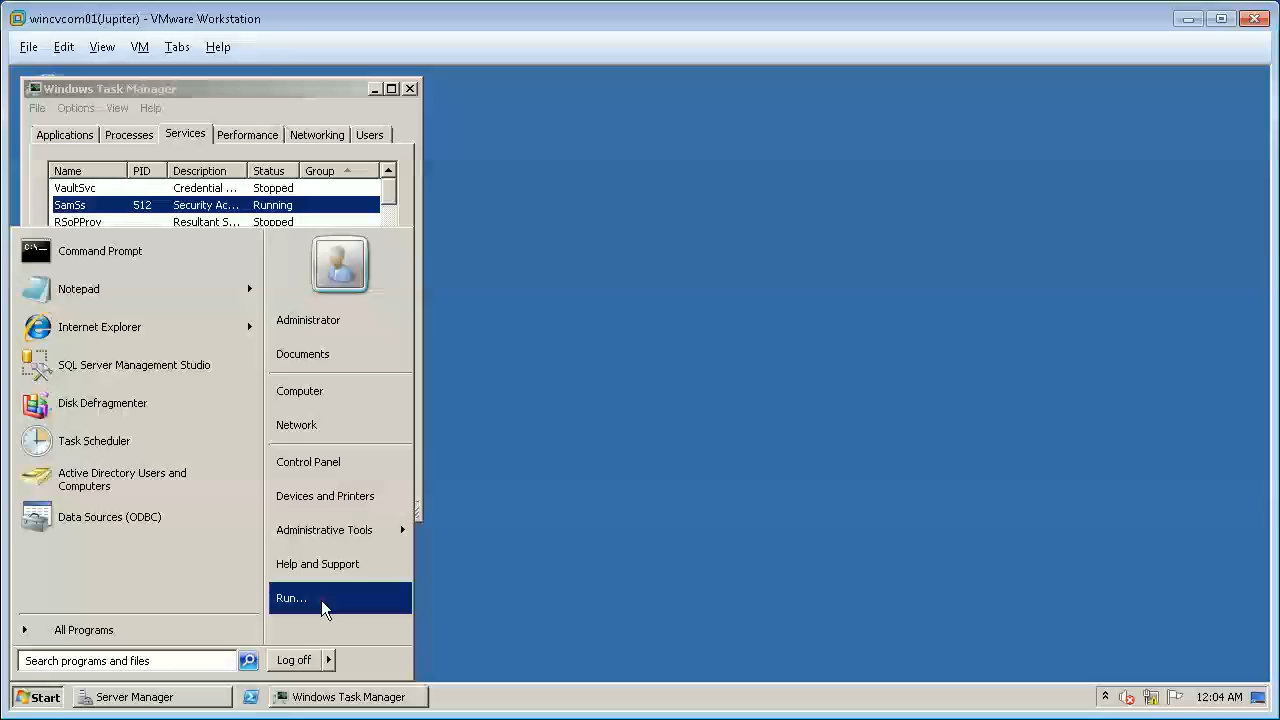 wincvcom01(Jupiter) - VMware Workstation
File Edit View VM Tabs Help
Windows Task Manager
File Options View Help
Applications Processes Services Performance Networking Users
Name PID Description Status Group
VaultSvc Credential ... Stopped
SamSs 512 Security Ac... Running
RSoPProv Resultant S... Stopped
Command Prompt
Notepad
Internet Explorer
SQL Server Management Studio
Disk Defragmenter
Task Scheduler
Active Directory Users and
Computers
Data Sources (ODBC)
All Programs
Search programs and files
Administrator
Documents
Computer
Network
Control Panel
Devices and Printers
Administrative Tools
Help and Support
Run...
Log off
Start Server Manager Windows Task Manager 12:04 AM